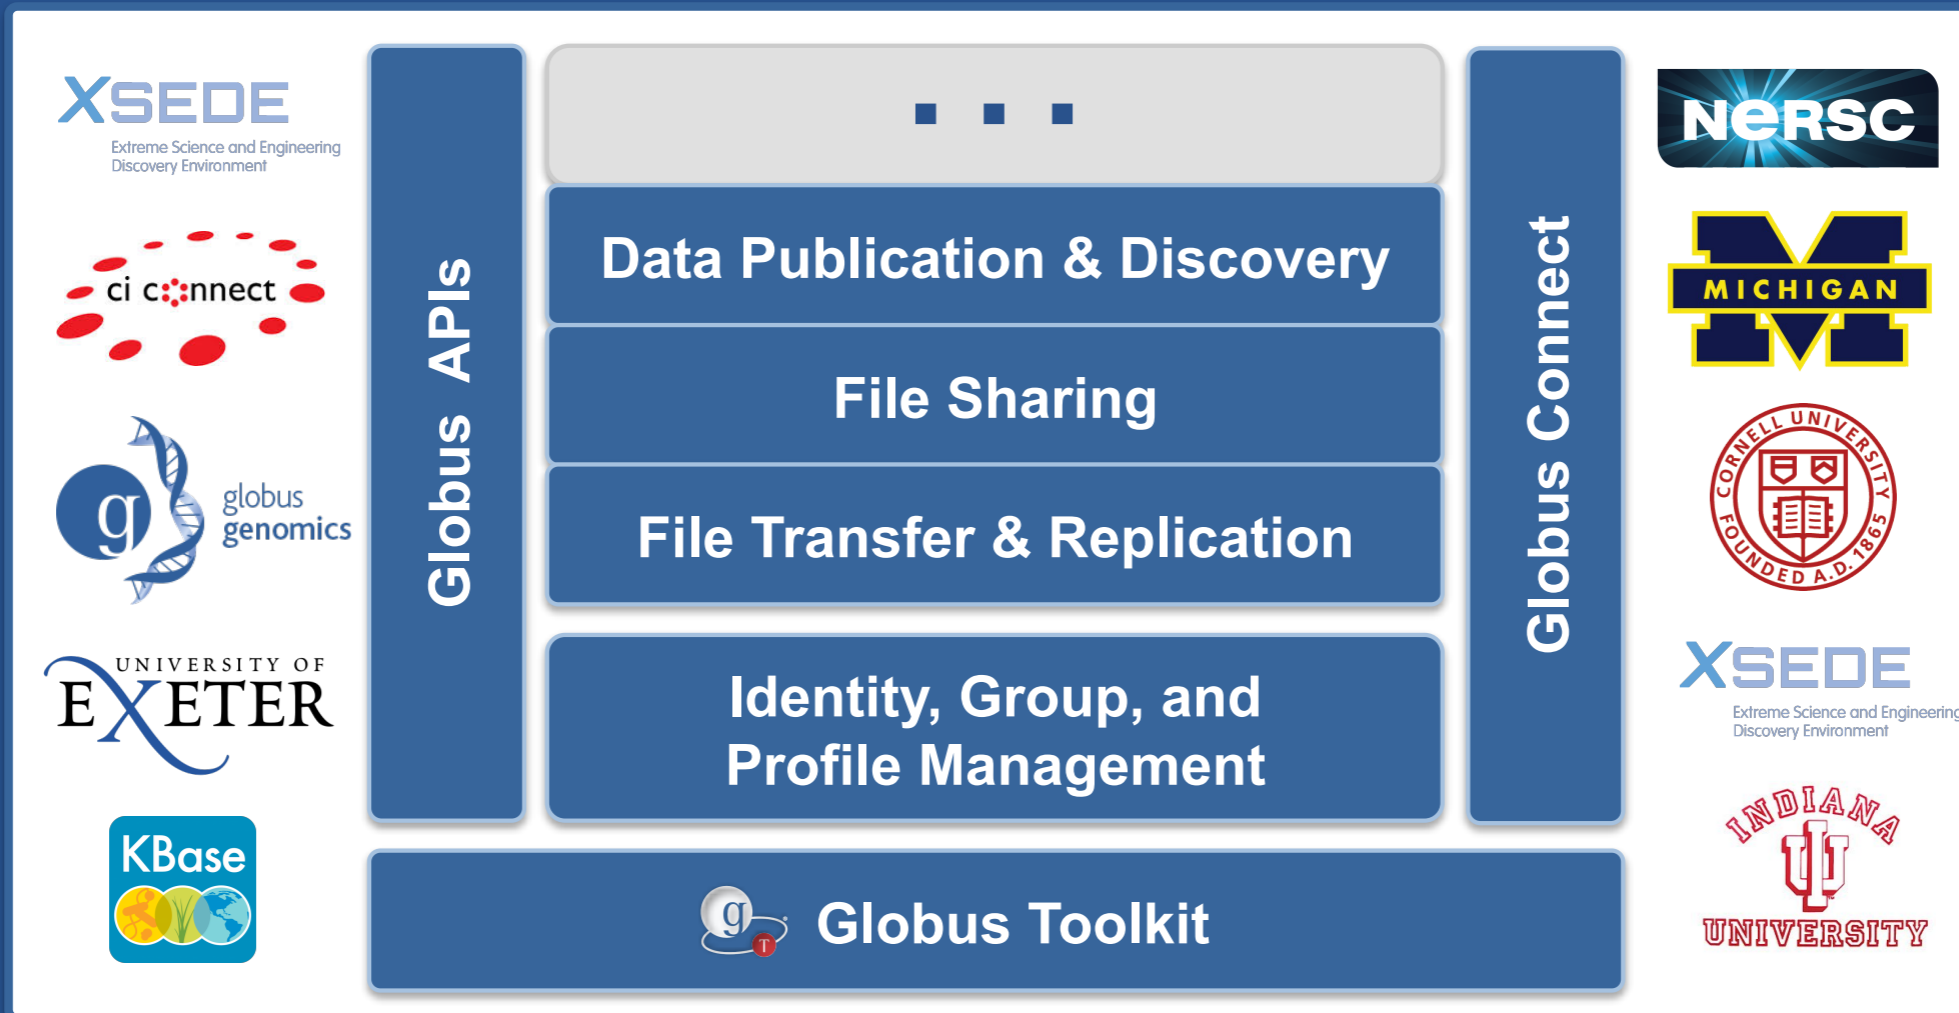 XSEDE
Extreme Science and Engineering
Discovery Environment
ci connect
g
globus
genomics
UNIVERSITY OF
EXETER
KBase
Globus APIs
...
Data Publication & Discovery
File Sharing
File Transfer & Replication
Identity, Group, and
Profile Management
g
T
Globus Toolkit
Globus Connect
NERSC
MICHIGAN
CORNELL UNIVERSITY
FOUNDED A.D. 1865
XSEDE
Extreme Science and Engineering
Discovery Environment
INDIANA
UNIVERSITY